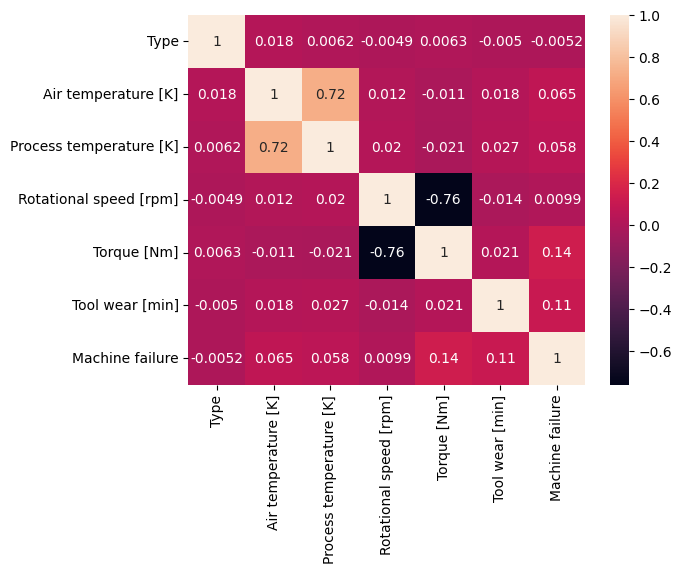 Type 1 0.018 0.0062 -0.0049 0.0063 -0.005 -0.0052
Air temperature [K] 0.018 1 0.72 0.012 -0.011 0.018 0.065
Process temperature [K] 0.0062 0.72 1 0.02 -0.021 0.027 0.058
Rotational speed [rpm] -0.0049 0.012 0.02 1 -0.76 -0.014 0.0099
Torque [Nm] 0.0063 -0.011 -0.021 -0.76 1 0.021 0.14
Tool wear [min] -0.005 0.018 0.027 -0.014 0.021 1 0.11
Machine failure -0.0052 0.065 0.058 0.0099 0.14 0.11 1
Type
Air temperature [K]
Process temperature [K]
Rotational speed [rpm]
Torque [Nm]
Tool wear [min]
Machine failure
1.0
0.8
0.6
0.4
0.2
0.0
−0.2
−0.4
−0.6